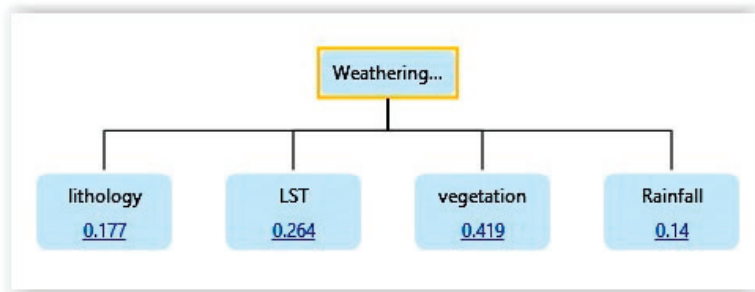 Weathering...
lithology
0.177
LST
0.264
vegetation
0.419
Rainfall
0.14